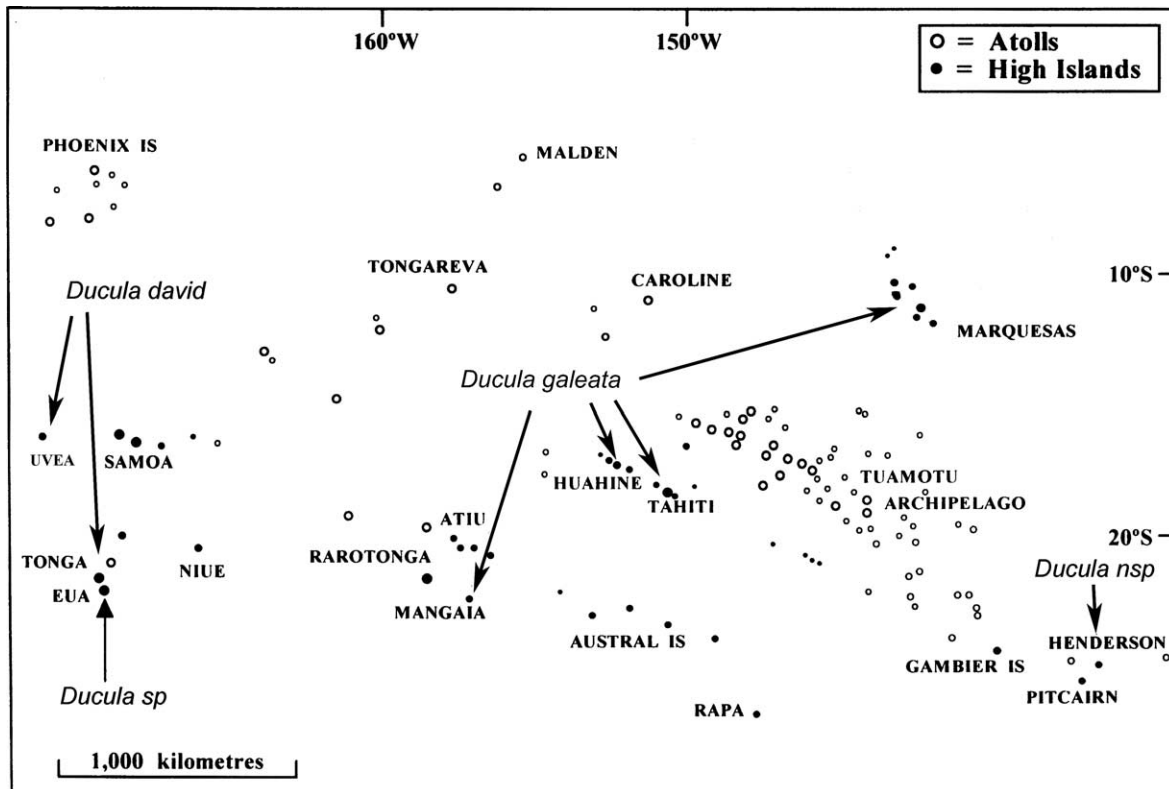 160°W
150°W
o = Atolls
● = High Islands
PHOENIX IS
MALDEN
TONGAREVA
CAROLINE
10°S
Ducula david
MARQUESAS
Ducula galeata
UVEA
SAMOA
HUAHINE
TAHITI
TUAMOTU
ARCHIPELAGO
ATIU
20°S
TONGA
NIUE
RAROTONGA
Ducula nsp
EUA
MANGAIA
AUSTRAL IS
HENDERSON
GAMBIER IS
Ducula sp
PITCAIRN
RAPA
1,000 kilometres